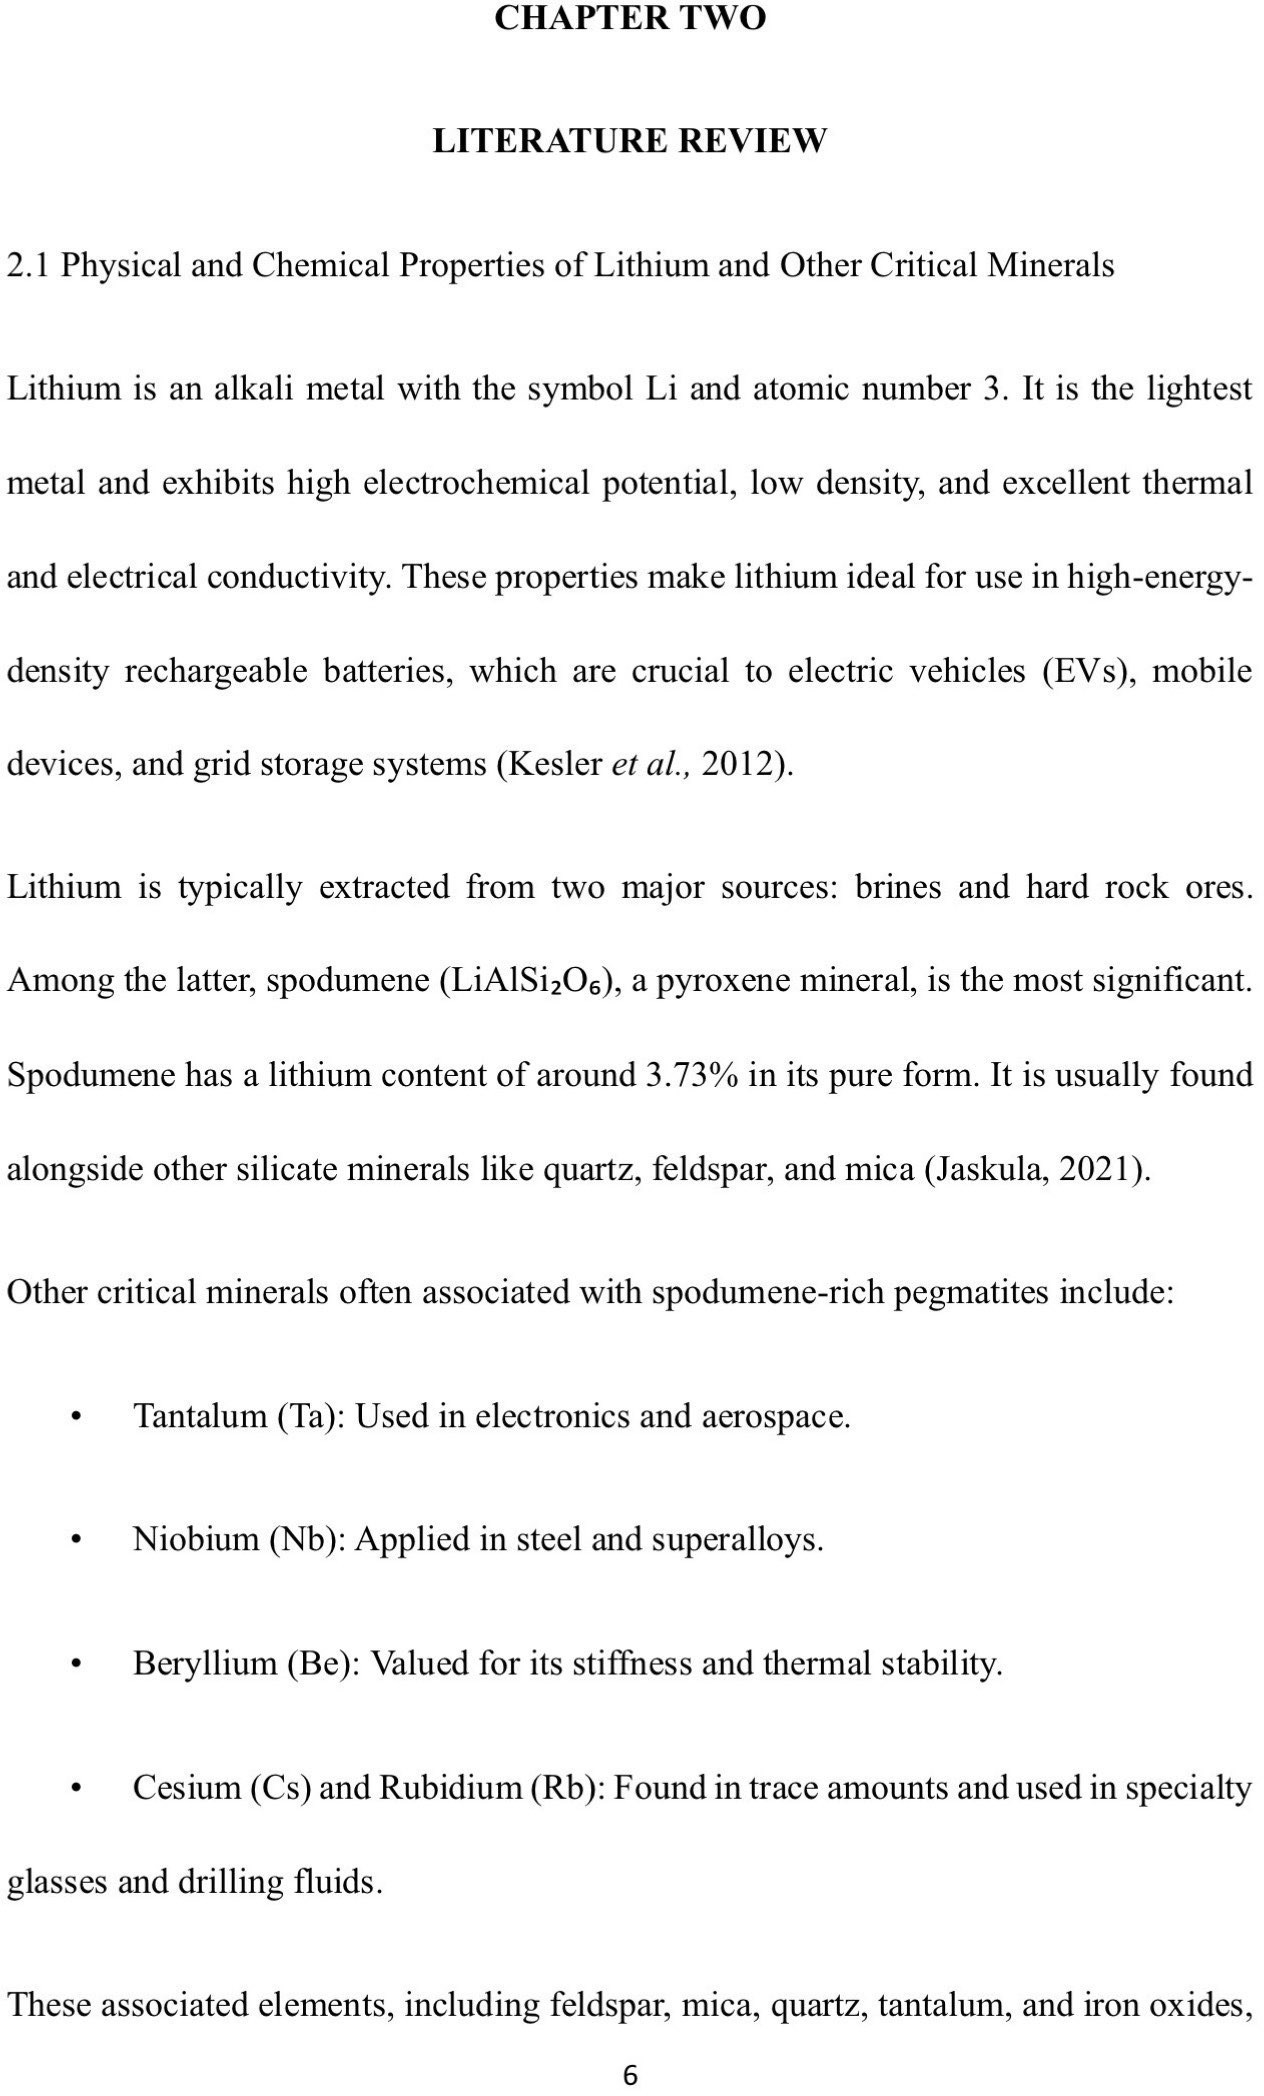 CHAPTER TWO
LITERATURE REVIEW
2.1 Physical and Chemical Properties of Lithium and Other Critical Minerals
Lithium is an alkali metal with the symbol Li and atomic number 3. It is the lightest
metal and exhibits high electrochemical potential, low density, and excellent thermal
and electrical conductivity. These properties make lithium ideal for use in high-energy-
density rechargeable batteries, which are crucial to electric vehicles (EVs), mobile
devices, and grid storage systems (Kesler et al., 2012).
Lithium is typically extracted from two major sources: brines and hard rock ores.
Among the latter, spodumene (LiAlSi₂O₆), a pyroxene mineral, is the most significant.
Spodumene has a lithium content of around 3.73% in its pure form. It is usually found
alongside other silicate minerals like quartz, feldspar, and mica (Jaskula, 2021).
Other critical minerals often associated with spodumene-rich pegmatites include:
• Tantalum (Ta): Used in electronics and aerospace.
• Niobium (Nb): Applied in steel and superalloys.
• Beryllium (Be): Valued for its stiffness and thermal stability.
• Cesium (Cs) and Rubidium (Rb): Found in trace amounts and used in specialty
glasses and drilling fluids.
These associated elements, including feldspar, mica, quartz, tantalum, and iron oxides,
6